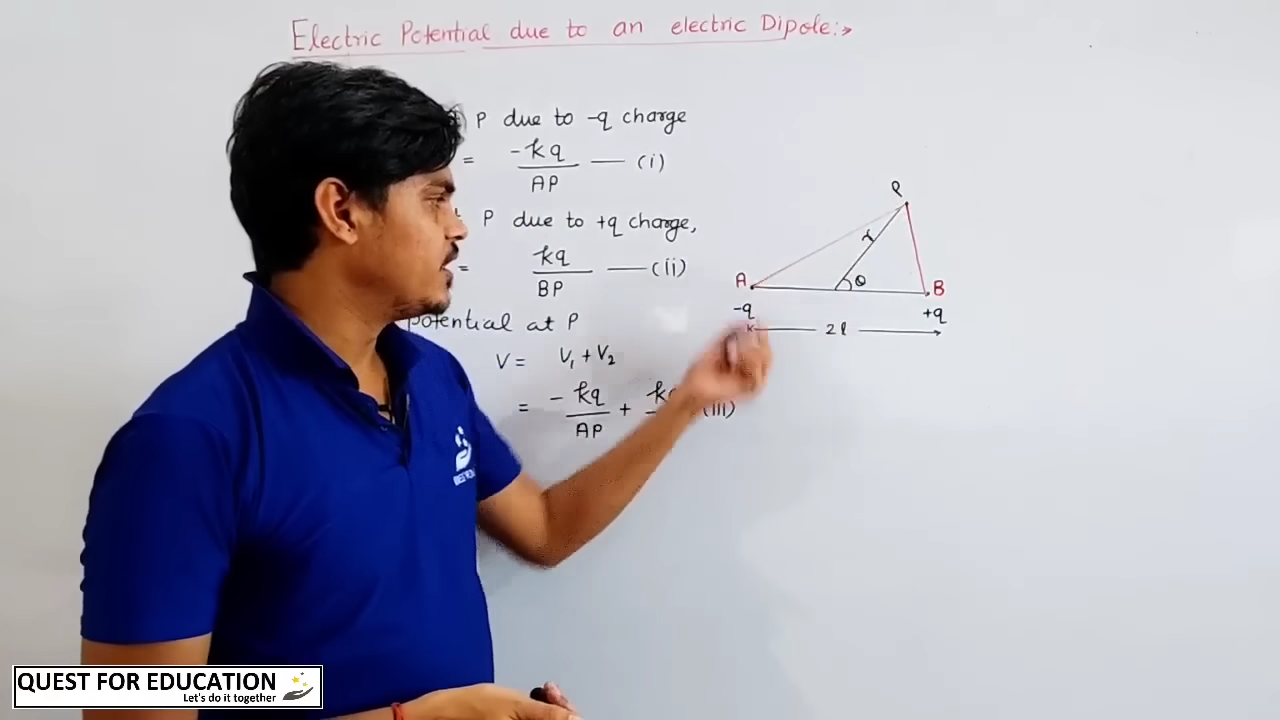 Electric Potential due to an electric Dipole:→
P due to -q charge
= -kq/AP — (i)
P due to +q charge,
= kq/BP — (ii)
potential at P
V = V₁ + V₂
= -kq/AP + (iii)
P
r
A
θ
B
-q
+q
2l
QUEST FOR EDUCATION
Let's do it together